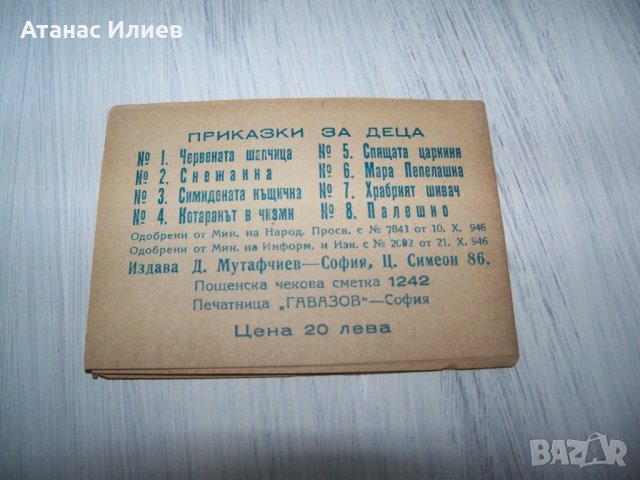 Атанас Илиев
ПРИКАЗКИ ЗА ДЕЦА
№ 1. Червената шапчица
№ 2. Снежанка
№ 3. Симидената къщичка
№ 4. Котаракът в чизми
№ 5. Спящата царкиня
№ 6. Мара Пепелашка
№ 7. Храбрият шивач
№ 8. Палешко
Одобрени от Мин. на Народ. Просв. с № 7843 от 10. X. 946
Одобрени от Мин. на Информ. и Изк. с № 2092 от 21. X. 946
Издава Д. Мутафчиев—София, Ц. Симеон 86.
Пощенска чекова сметка 1242
Печатница „ГАВАЗОВ"—София
Цена 20 лева
BAZAR